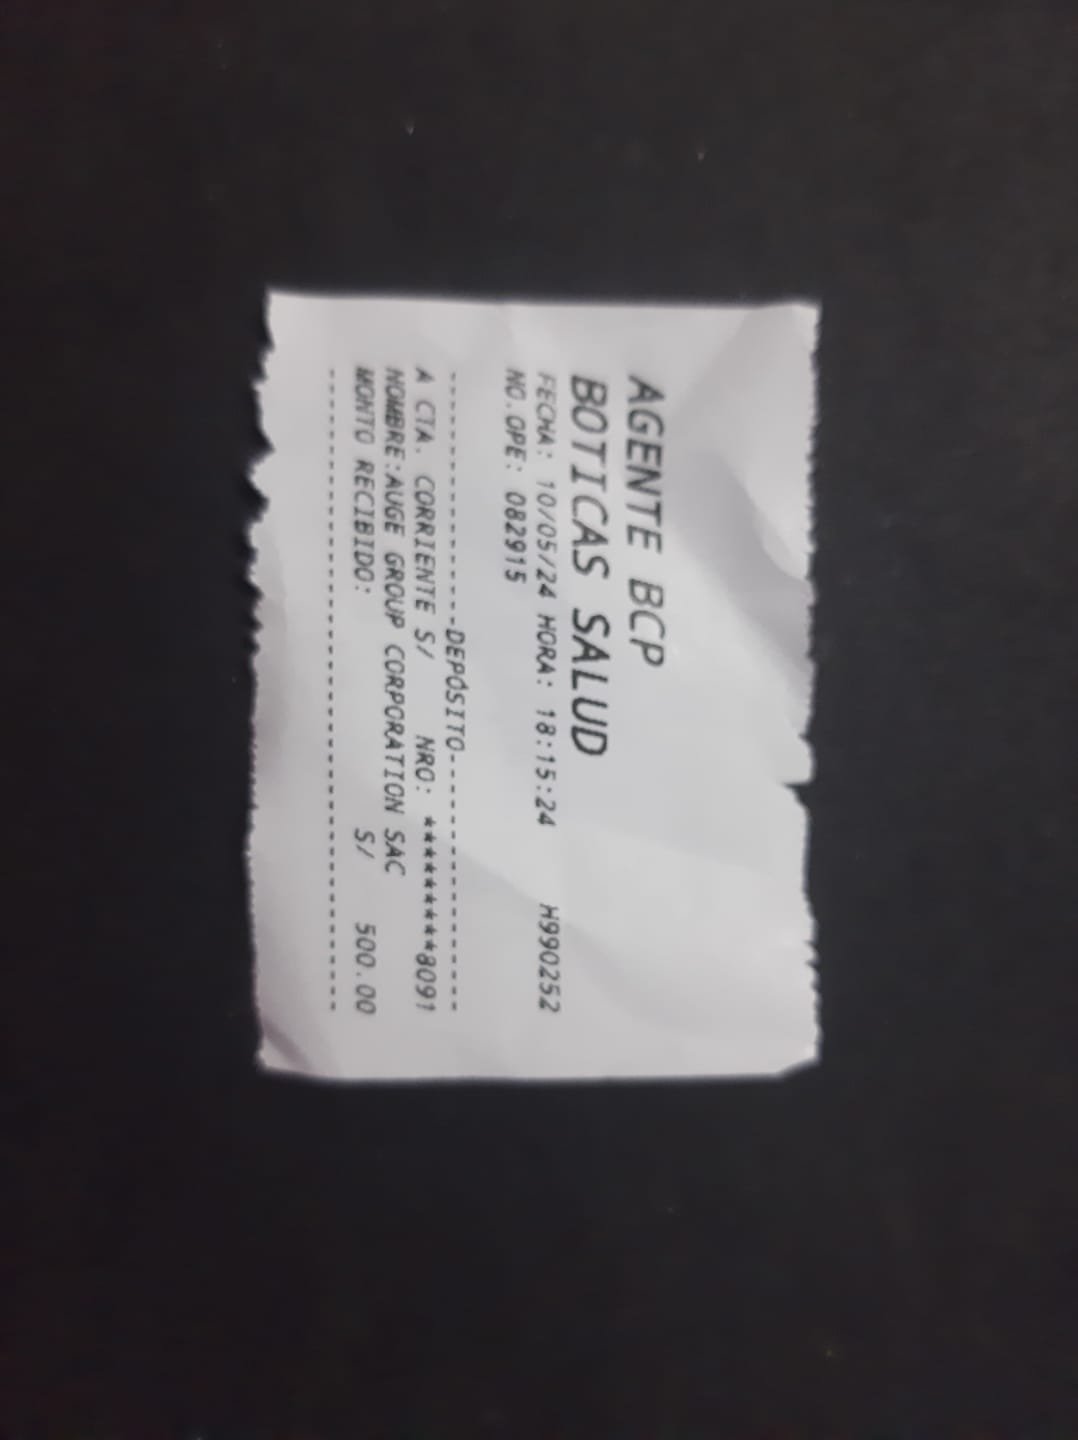 AGENTE BCP
BOTICAS SALUD
FECHA: 10/05/24 HORA: 18:15:24 H990252
NO.OPE: 082915
---------------------DEPÓSITO---------------------
A CTA. CORRIENTE S/ NRO: **********8091
NOMBRE:AUGE GROUP CORPORATION SAC
MONTO RECIBIDO: S/ 500.00
--------------------------------------------------